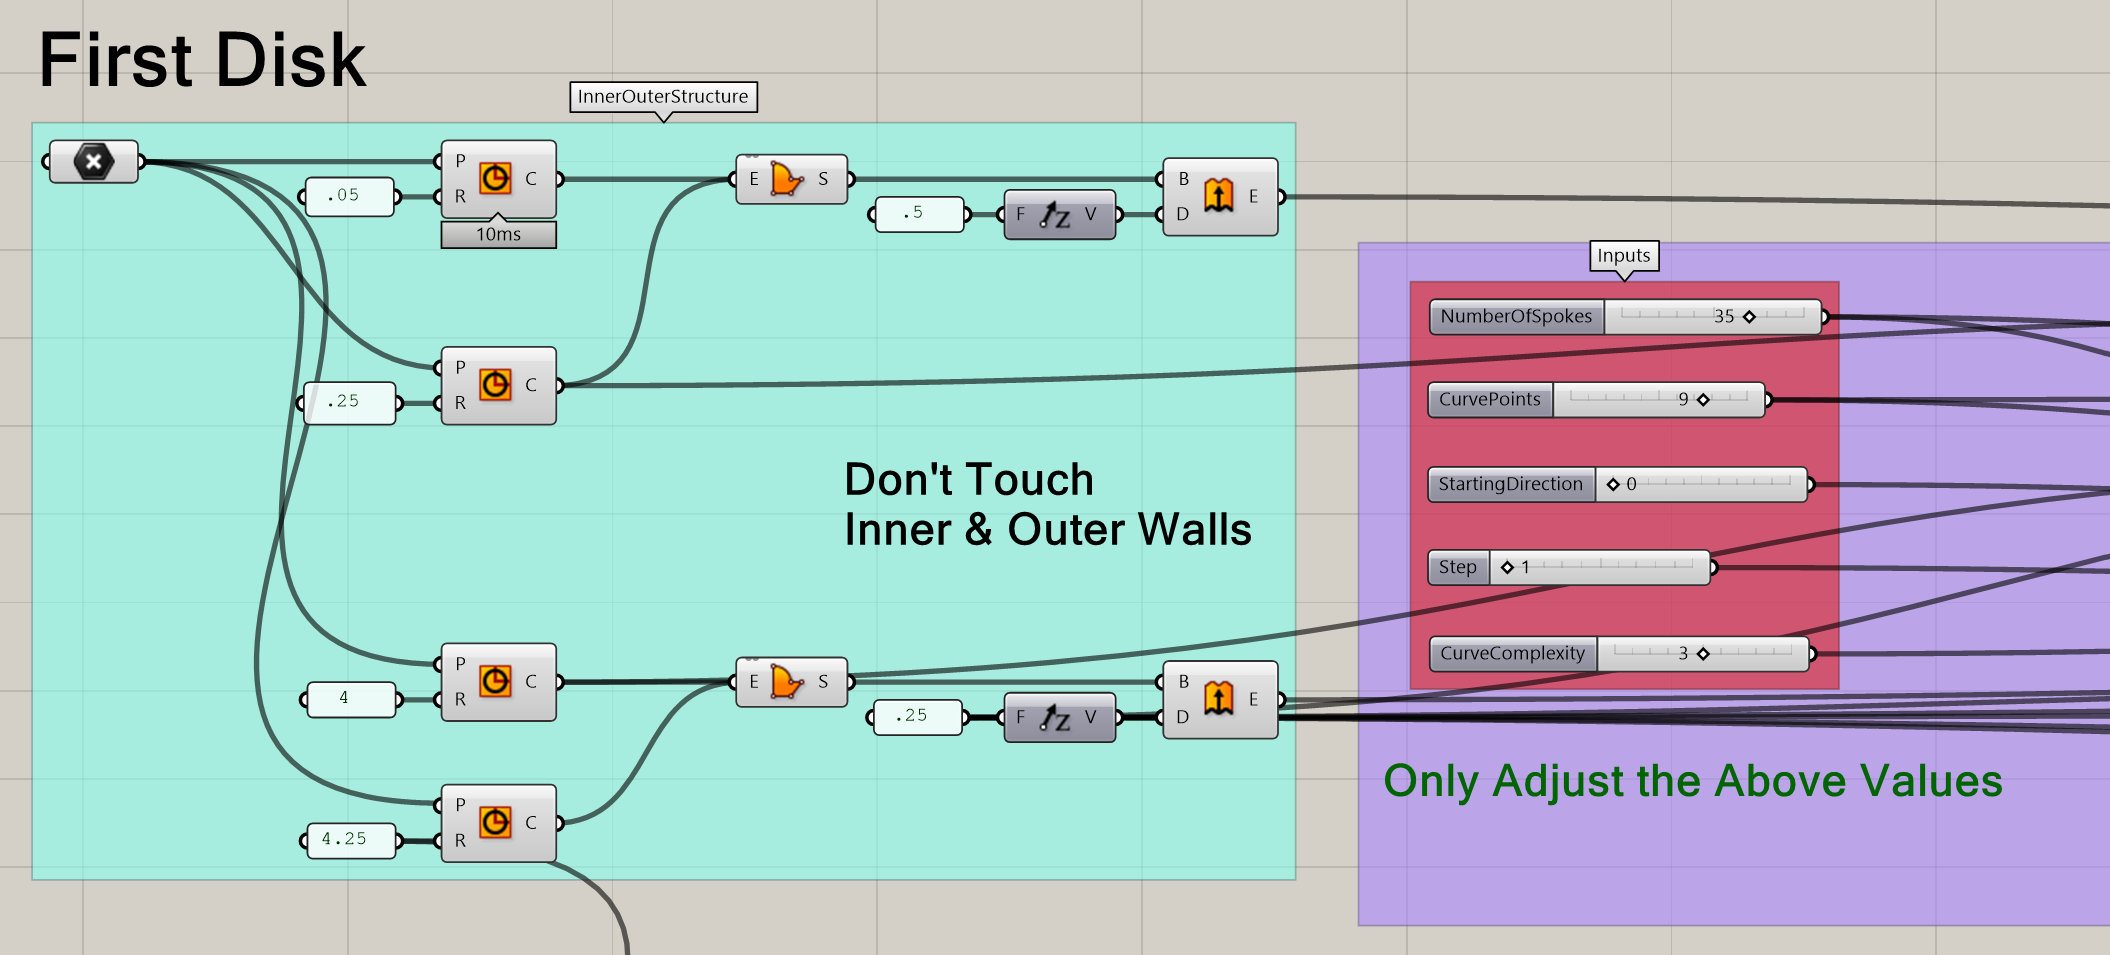 First Disk
InnerOuterStructure
P
.05
R
C
10ms
E
S
.5
F
V
B
D
E
P
.25
R
C
Don't Touch
Inner & Outer Walls
P
4
R
C
E
S
.25
F
V
B
D
E
P
4.25
R
C
Inputs
NumberOfSpokes 35
CurvePoints 9
StartingDirection 0
Step 1
CurveComplexity 3
Only Adjust the Above Values